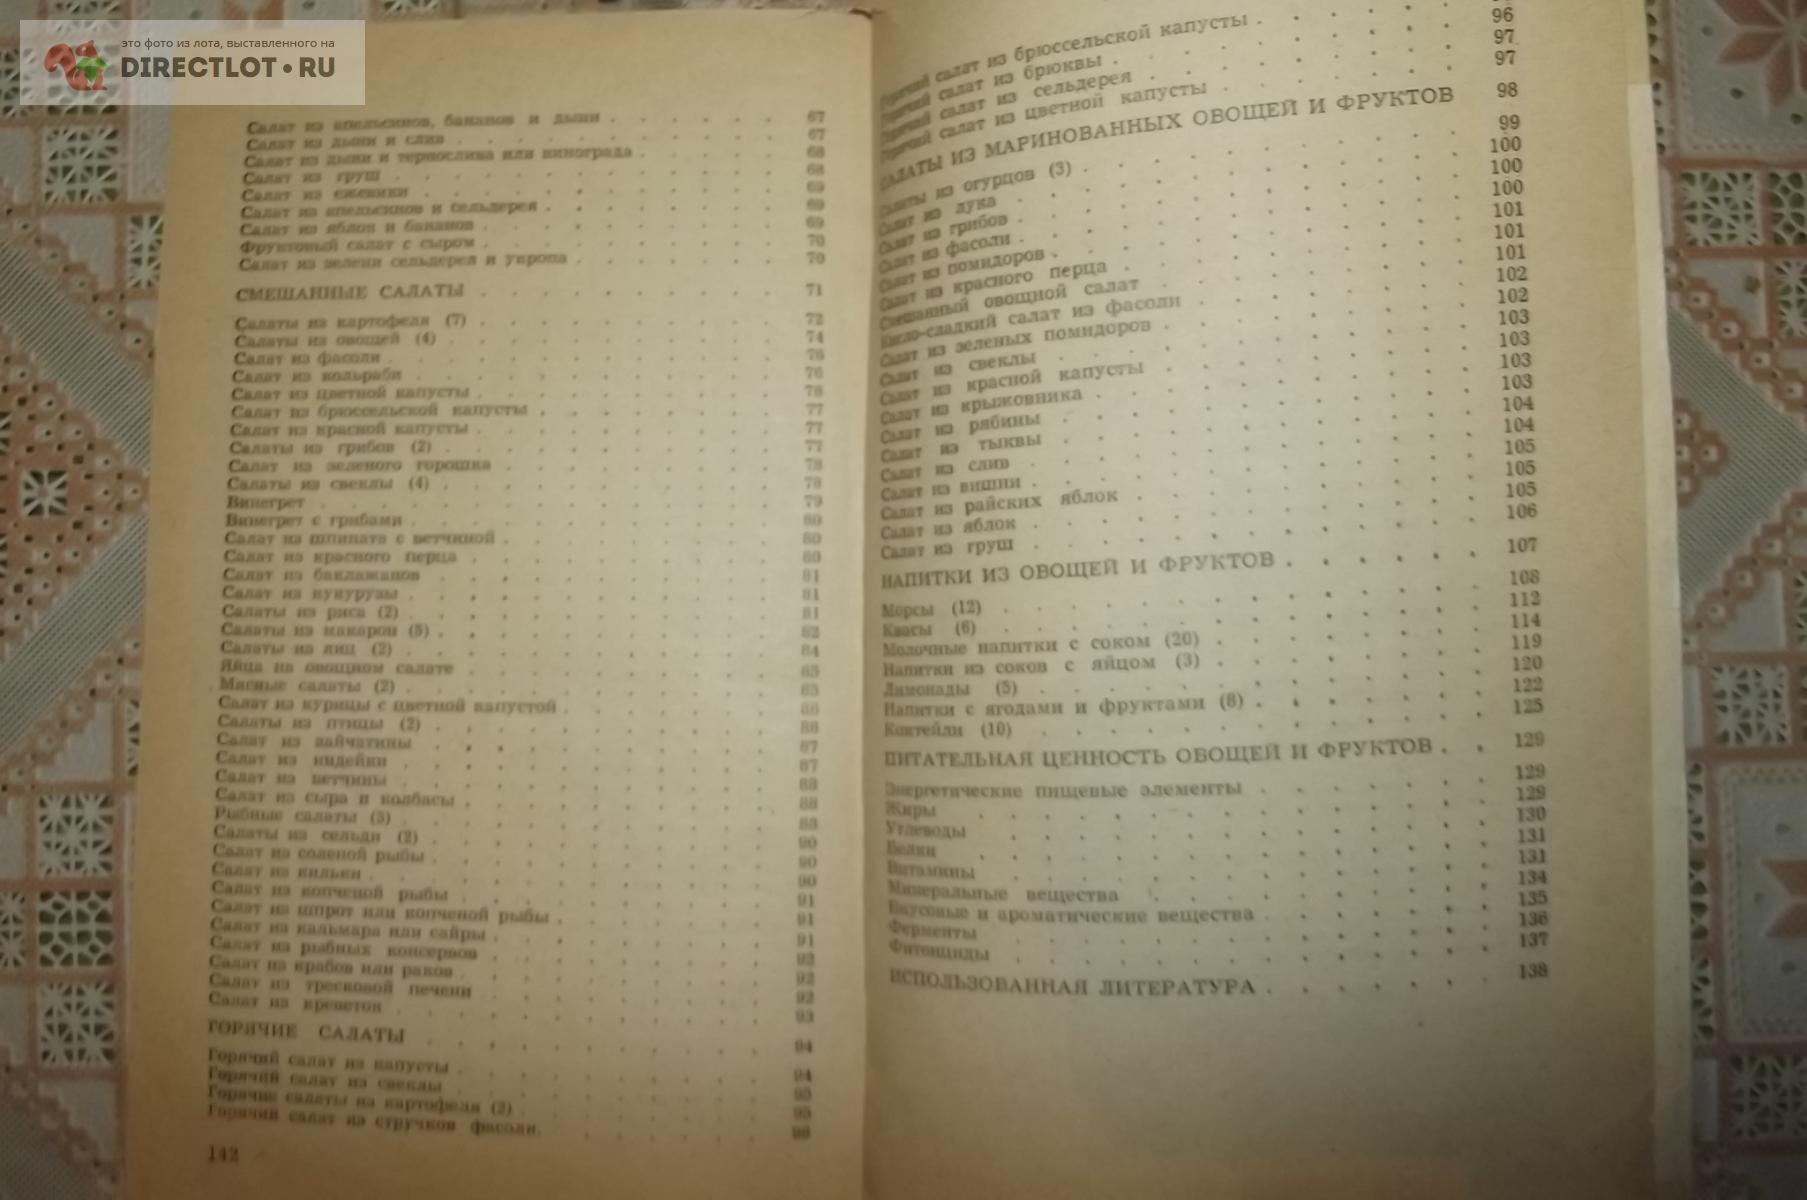 это фото из лота, выставленного на
DIRECTLOT.RU
Салат из апельсинов, бананов и дыни . . . . . . 67
Салат из дыни и слив . . . . . . 67
Салат из дыни и чернослива или винограда . . . . . . 68
Салат из груш . . . . . . 68
Салат из ежевики . . . . . . 69
Салат из апельсинов и сельдерея . . . . . . 69
Салат из яблок и бананов . . . . . . 69
Фруктовый салат с сыром . . . . . . 70
Салат из зелени сельдерея и укропа . . . . . . 70
СМЕШАННЫЕ САЛАТЫ . . . . . . 71
Салаты из картофеля (7) . . . . . . 72
Салаты из овощей (4) . . . . . . 74
Салат из фасоли . . . . . . 76
Салат из кольраби . . . . . . 76
Салат из цветной капусты . . . . . . 76
Салат из брюссельской капусты . . . . . . 77
Салат из красной капусты . . . . . . 77
Салаты из грибов (2) . . . . . . 77
Салат из зеленого горошка . . . . . . 78
Салаты из свеклы (4) . . . . . . 78
Винегрет . . . . . . 79
Винегрет с грибами . . . . . . 80
Салат из шпината с ветчиной . . . . . . 80
Салат из красного перца . . . . . . 80
Салат из баклажанов . . . . . . 81
Салат из кукурузы . . . . . . 81
Салаты из риса (2) . . . . . . 81
Салаты из макарон (5) . . . . . . 82
Салаты из яиц (2) . . . . . . 84
Яйца на овощном салате . . . . . . 85
Мясные салаты (2) . . . . . . 85
Салат из курицы с цветной капустой . . . . . . 86
Салаты из птицы (2) . . . . . . 86
Салат из зайчатины . . . . . . 87
Салат из индейки . . . . . . 87
Салат из ветчины . . . . . . 88
Салат из сыра и колбасы . . . . . . 88
Рыбные салаты (3) . . . . . . 88
Салаты из сельди (2) . . . . . . 90
Салат из соленой рыбы . . . . . . 90
Салат из кильки . . . . . . 90
Салат из копченой рыбы . . . . . . 91
Салат из шпрот или копченой рыбы . . . . . . 91
Салат из кальмара или сайры . . . . . . 91
Салат из рыбных консервов . . . . . . 92
Салат из крабов или раков . . . . . . 92
Салат из тресковой печени . . . . . . 92
Салат из креветок . . . . . . 93
ГОРЯЧИЕ САЛАТЫ . . . . . . 94
Горячий салат из капусты . . . . . . 94
Горячий салат из свеклы . . . . . . 95
Горячие салаты из картофеля (2) . . . . . . 95
Горячий салат из стручков фасоли . . . . . . 96
142
Горячий салат из брюссельской капусты . . . . . . 96
Горячий салат из брюквы . . . . . . 97
Горячий салат из сельдерея . . . . . . 97
Горячий салат из цветной капусты . . . . . .
САЛАТЫ ИЗ МАРИНОВАННЫХ ОВОЩЕЙ И ФРУКТОВ 98
Салаты из огурцов (3) . . . . . . 99
Салат из лука . . . . . . 100
Салат из грибов . . . . . . 100
Салат из фасоли . . . . . . 100
Салат из помидоров . . . . . . 101
Салат из красного перца . . . . . . 101
Смешанный овощной салат . . . . . . 101
Кисло-сладкий салат из фасоли . . . . . . 102
Салат из зеленых помидоров . . . . . . 102
Салат из свеклы . . . . . . 103
Салат из красной капусты . . . . . . 103
Салат из крыжовника . . . . . . 103
Салат из рябины . . . . . . 103
Салат из тыквы . . . . . . 104
Салат из слив . . . . . . 104
Салат из вишни . . . . . . 105
Салат из райских яблок . . . . . . 105
Салат из яблок . . . . . . 105
Салат из груш . . . . . . 106
НАПИТКИ ИЗ ОВОЩЕЙ И ФРУКТОВ . . . . . . 107
Морсы (12) . . . . . . 108
Квасы (6) . . . . . . 112
Молочные напитки с соком (20) . . . . . . 114
Напитки из соков с яйцом (3) . . . . . . 119
Лимонады (5) . . . . . . 120
Напитки с ягодами и фруктами (8) . . . . . . 122
Коктейли (10) . . . . . . 125
ПИТАТЕЛЬНАЯ ЦЕННОСТЬ ОВОЩЕЙ И ФРУКТОВ . . 129
Энергетические пищевые элементы . . . . . . 129
Жиры . . . . . . 129
Углеводы . . . . . . 130
Белки . . . . . . 131
Витамины . . . . . . 131
Минеральные вещества . . . . . . 134
Вкусовые и ароматические вещества . . . . . . 135
Ферменты . . . . . . 136
Фитонциды . . . . . . 137
ИСПОЛЬЗОВАННАЯ ЛИТЕРАТУРА . . . . . . 138